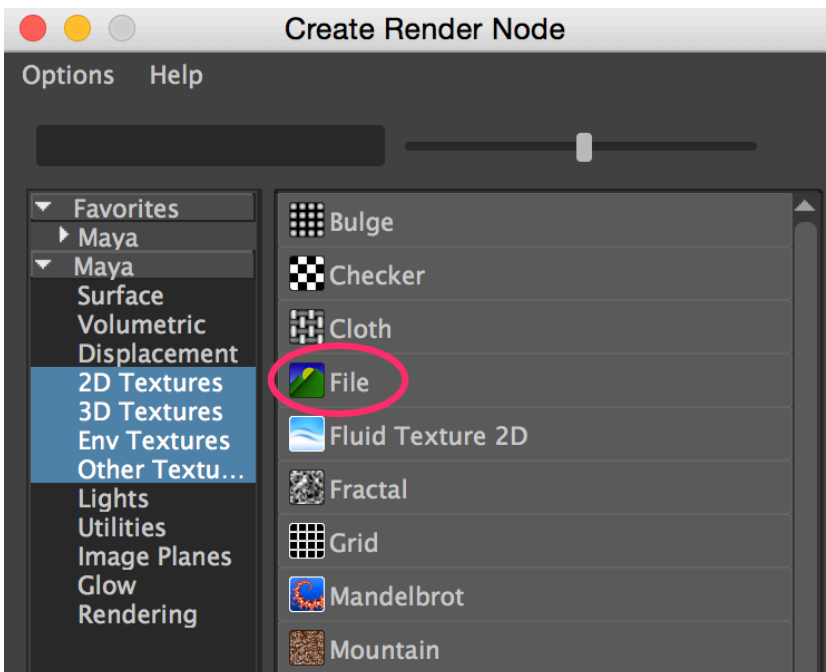 Create Render Node
Options Help
Favorites
Maya
Maya
Surface
Volumetric
Displacement
2D Textures
3D Textures
Env Textures
Other Textu...
Lights
Utilities
Image Planes
Glow
Rendering
Bulge
Checker
Cloth
File
Fluid Texture 2D
Fractal
Grid
Mandelbrot
Mountain